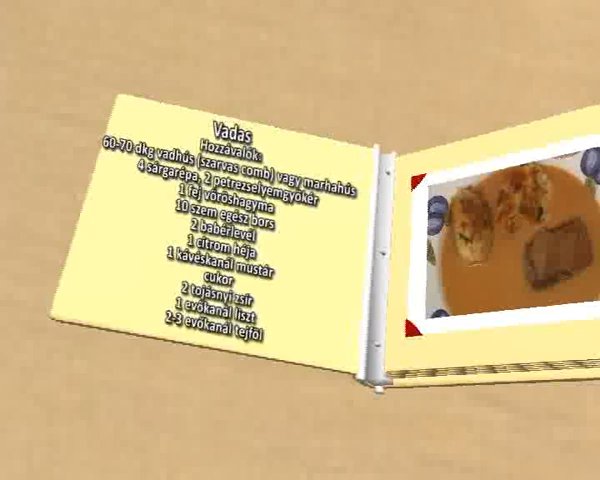 Vadas
Hozzávalók:
60-70 dkg vadhús (szarvas comb) vagy marhahús
4 sárgarépa, 2 petrezselyemgyökér
1 fej vöröshagyma
10 szem egész bors
2 babérlevél
1 citrom héja
1 kávéskanál mustár
cukor
2 tojásnyi zsír
1 evőkanál liszt
2-3 evőkanál tejföl